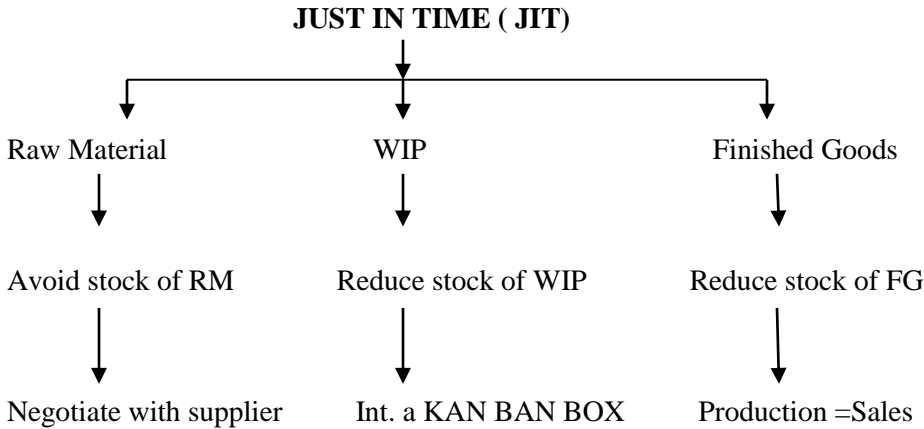 JUST IN TIME ( JIT)
Raw Material
WIP
Finished Goods
Avoid stock of RM
Reduce stock of WIP
Reduce stock of FG
Negotiate with supplier
Int. a KAN BAN BOX
Production =Sales